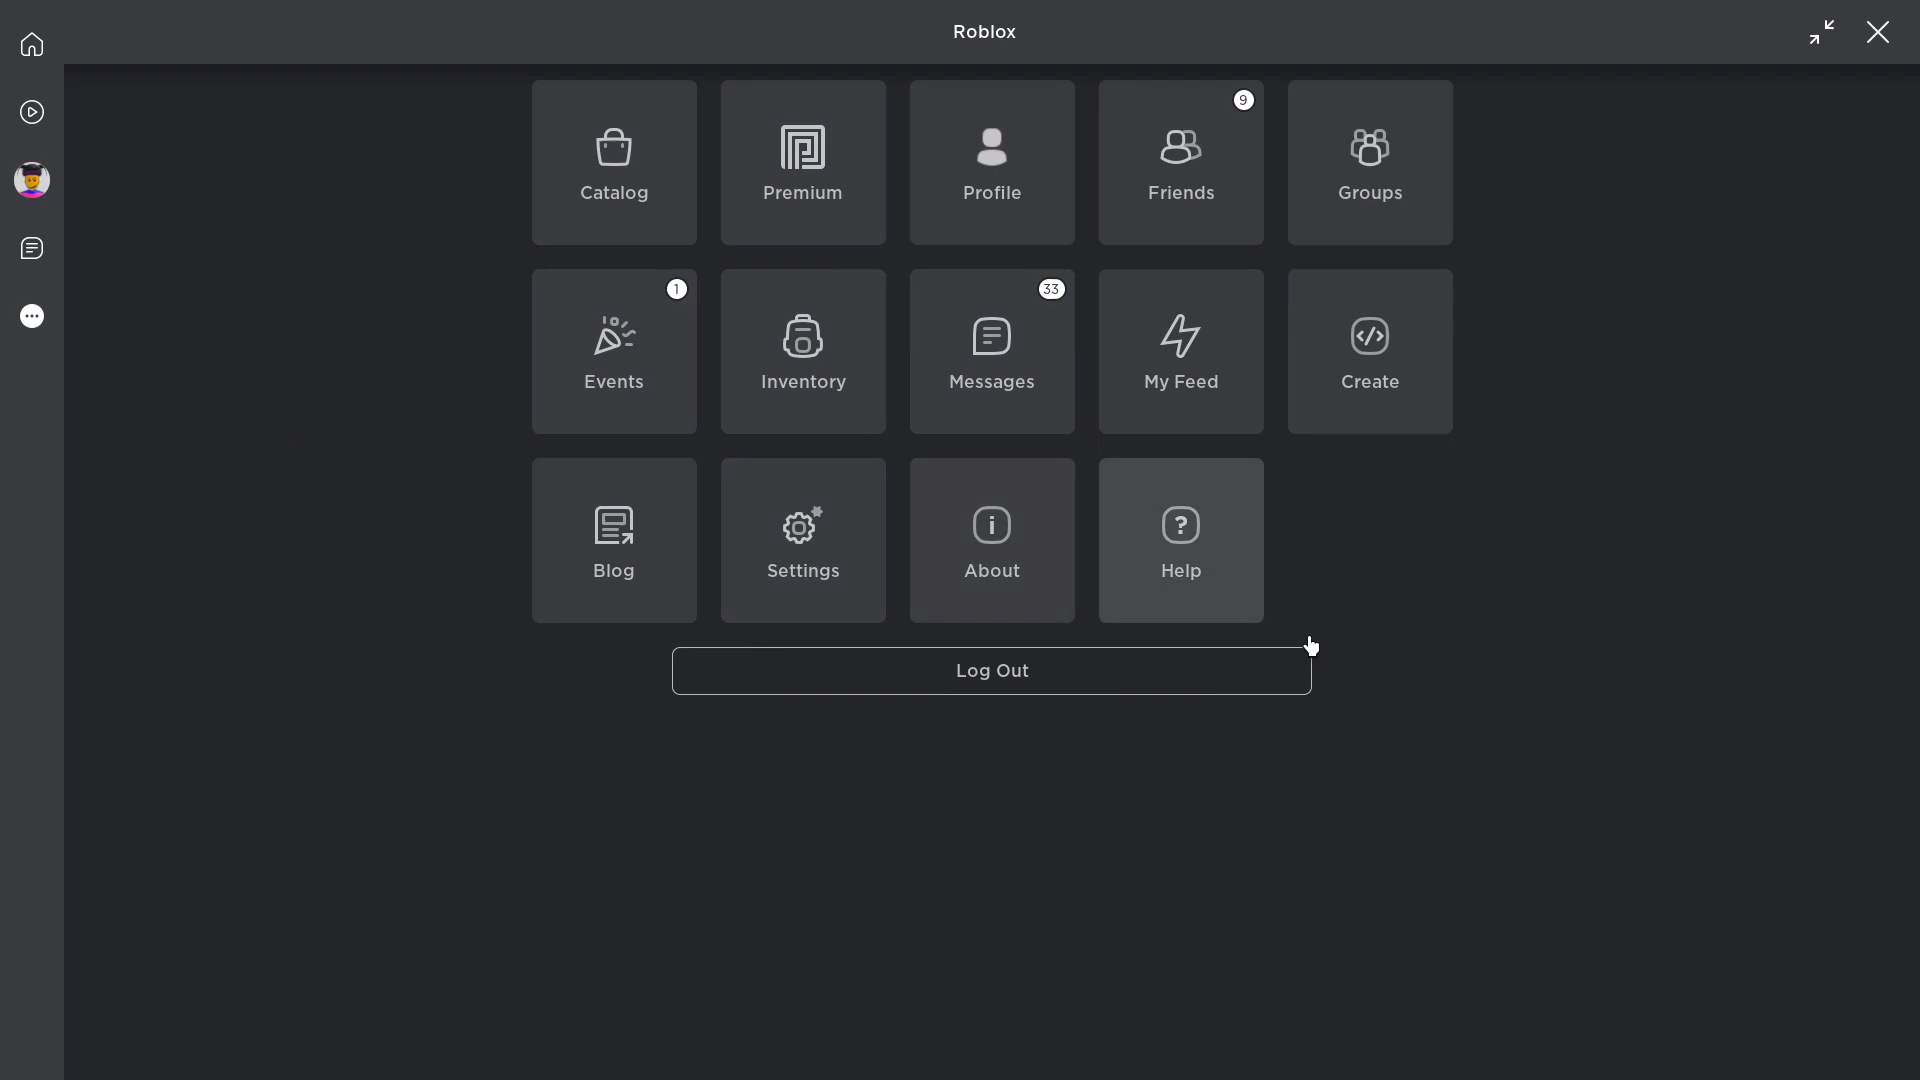 Roblox
Catalog
Premium
Profile
9
Friends
Groups
1
Events
Inventory
33
Messages
My Feed
Create
Blog
Settings
About
Help
Log Out